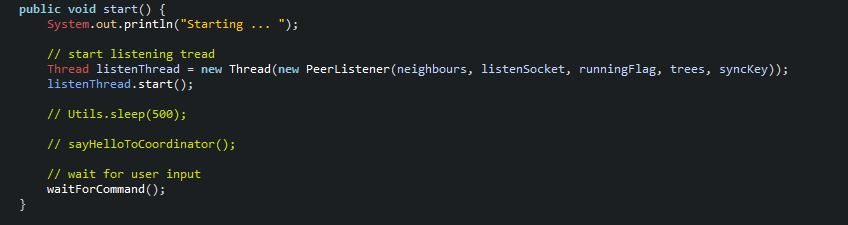 public void start() {
System.out.println("Starting ... ");
// start listening tread
Thread listenThread = new Thread(new PeerListener(neighbours, listenSocket, runningFlag, trees, syncKey));
listenThread.start();
// Utils.sleep(500);
// sayHelloToCoordinator();
// wait for user input
waitForCommand();
}